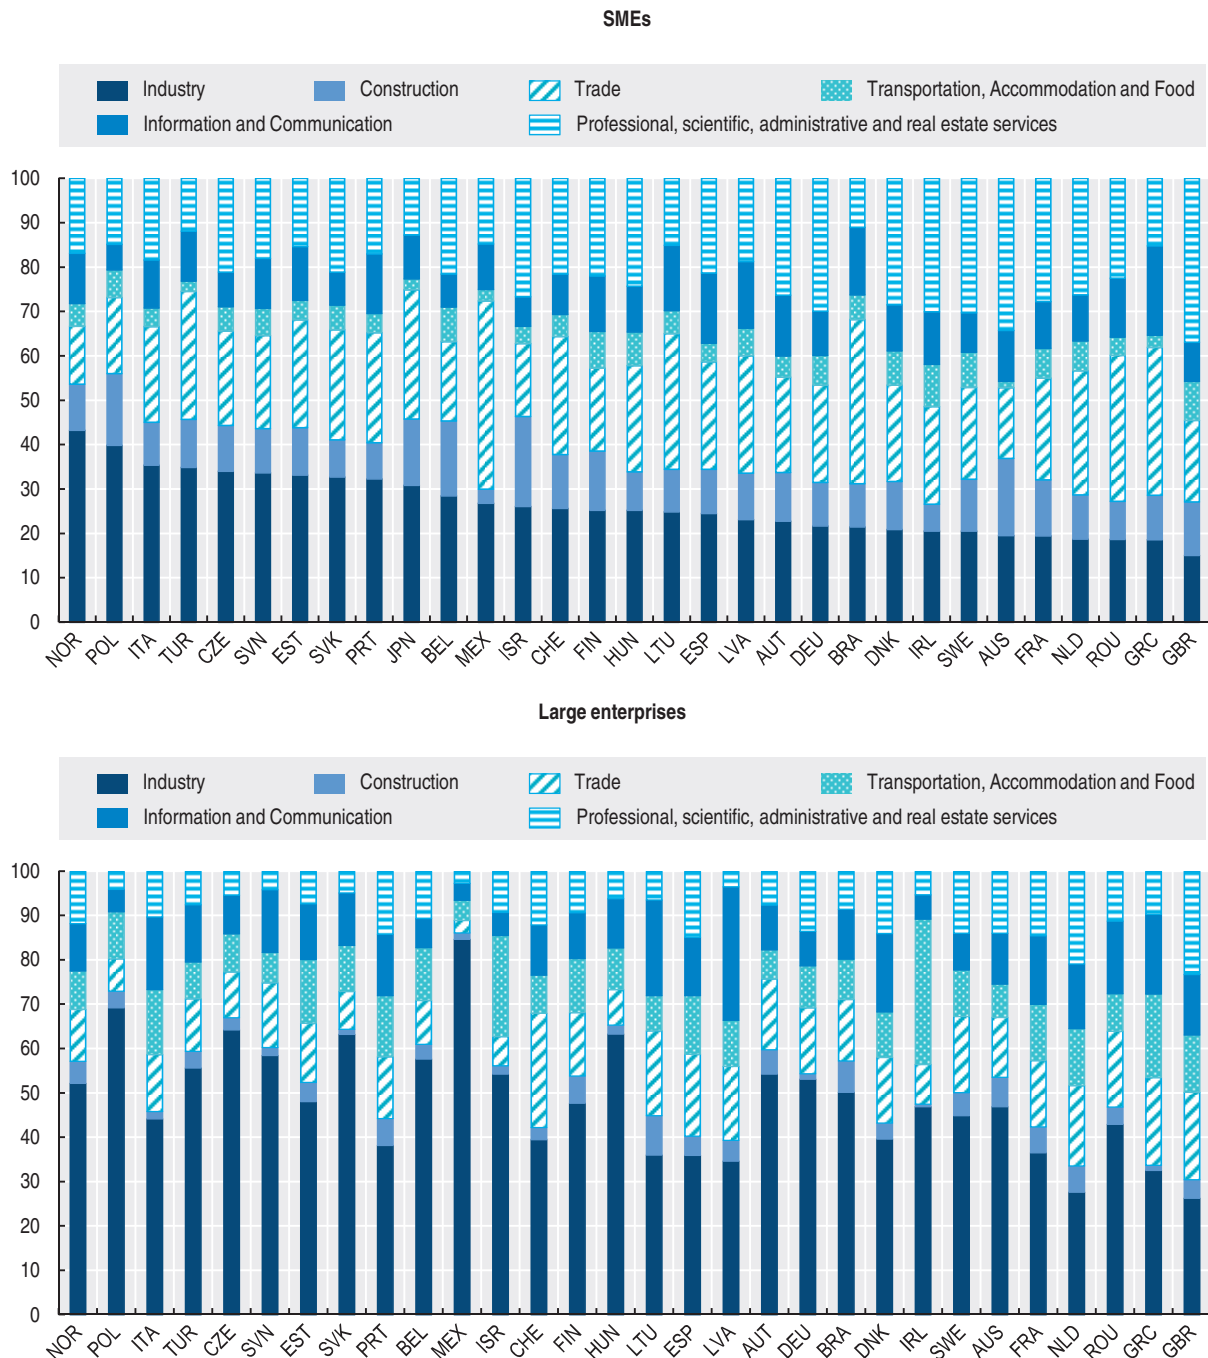 SMEs
Industry Construction Trade Transportation, Accommodation and Food
Information and Communication Professional, scientific, administrative and real estate services
100
90
80
70
60
50
40
30
20
10
0
NOR POL ITA TUR CZE SVN EST SVK PRT JPN BEL MEX ISR CHE FIN HUN LTU ESP LVA AUT DEU BRA DNK IRL SWE AUS FRA NLD ROU GRC GBR
Large enterprises
Industry Construction Trade Transportation, Accommodation and Food
Information and Communication Professional, scientific, administrative and real estate services
100
90
80
70
60
50
40
30
20
10
0
NOR POL ITA TUR CZE SVN EST SVK PRT BEL MEX ISR CHE FIN HUN LTU ESP LVA AUT DEU BRA DNK IRL SWE AUS FRA NLD ROU GRC GBR